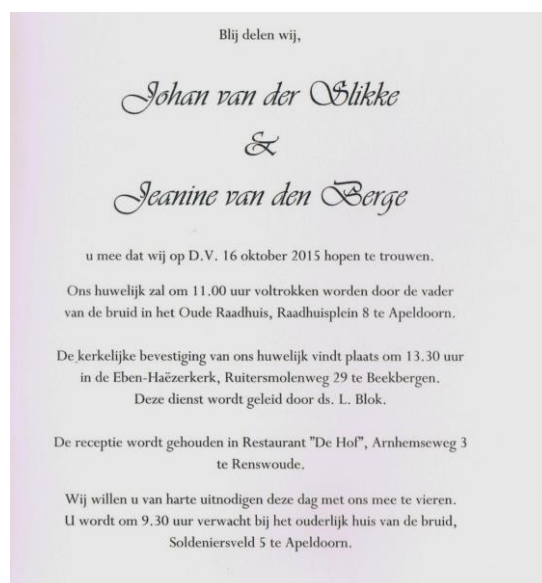 Blij delen wij,
Johan van der Slikke
&
Jeanine van den Berge
u mee dat wij op D.V. 16 oktober 2015 hopen te trouwen.
Ons huwelijk zal om 11.00 uur voltrokken worden door de vader
van de bruid in het Oude Raadhuis, Raadhuisplein 8 te Apeldoorn.
De kerkelijke bevestiging van ons huwelijk vindt plaats om 13.30 uur
in de Eben-Haëzerkerk, Ruitersmolenweg 29 te Beekbergen.
Deze dienst wordt geleid door ds. L. Blok.
De receptie wordt gehouden in Restaurant "De Hof", Arnhemseweg 3
te Renswoude.
Wij willen u van harte uitnodigen deze dag met ons mee te vieren.
U wordt om 9.30 uur verwacht bij het ouderlijk huis van de bruid,
Soldeniersveld 5 te Apeldoorn.